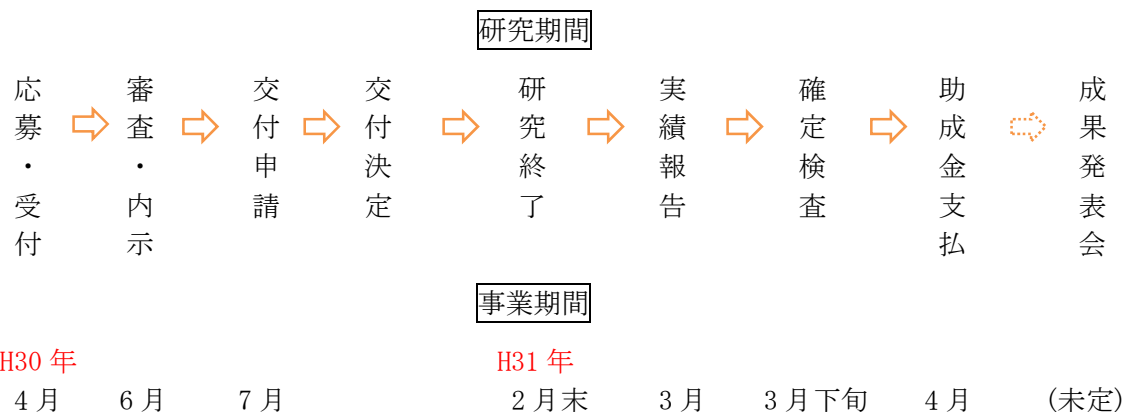 研究期間
応募・受付
審査・内示
交付申請
交付決定
研究終了
実績報告
確定検査
助成金支払
成果発表会
事業期間
H30年 H31年
4月 6月 7月 2月末 3月 3月下旬 4月 (未定)